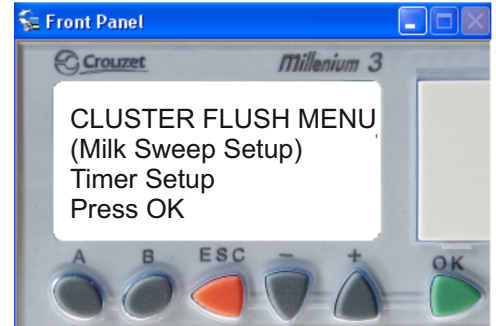 Front Panel
Crouzet
Millenium 3
CLUSTER FLUSH MENU
(Milk Sweep Setup)
Timer Setup
Press OK
A B ESC - + OK